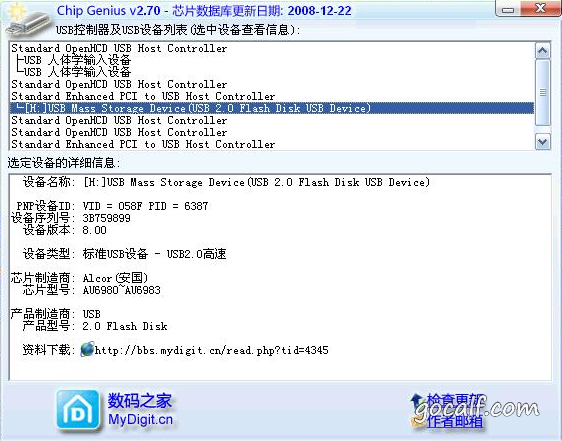 Chip Genius v2.70 - 芯片数据库更新日期: 2008-12-22
USB控制器及USB设备列表(选中设备查看信息):
Standard OpenHCD USB Host Controller
├USB 人体学输入设备
├USB 人体学输入设备
Standard OpenHCD USB Host Controller
Standard Enhanced PCI to USB Host Controller
└[H:]USB Mass Storage Device(USB 2.0 Flash Disk USB Device)
Standard OpenHCD USB Host Controller
Standard OpenHCD USB Host Controller
Standard Enhanced PCI to USB Host Controller
选定设备的详细信息:
设备名称: [H:]USB Mass Storage Device(USB 2.0 Flash Disk USB Device)
PNP设备ID: VID = 058F PID = 6387
设备序列号: 3B759899
设备版本: 8.00
设备类型: 标准USB设备 - USB2.0高速
芯片制造商: Alcor(安国)
芯片型号: AU6980~AU6983
产品制造商: USB
产品型号: 2.0 Flash Disk
资料下载: http://bbs.mydigit.cn/read.php?tid=4345
数码之家
MyDigit.cn
检查更新
作者邮箱
gocalf.com